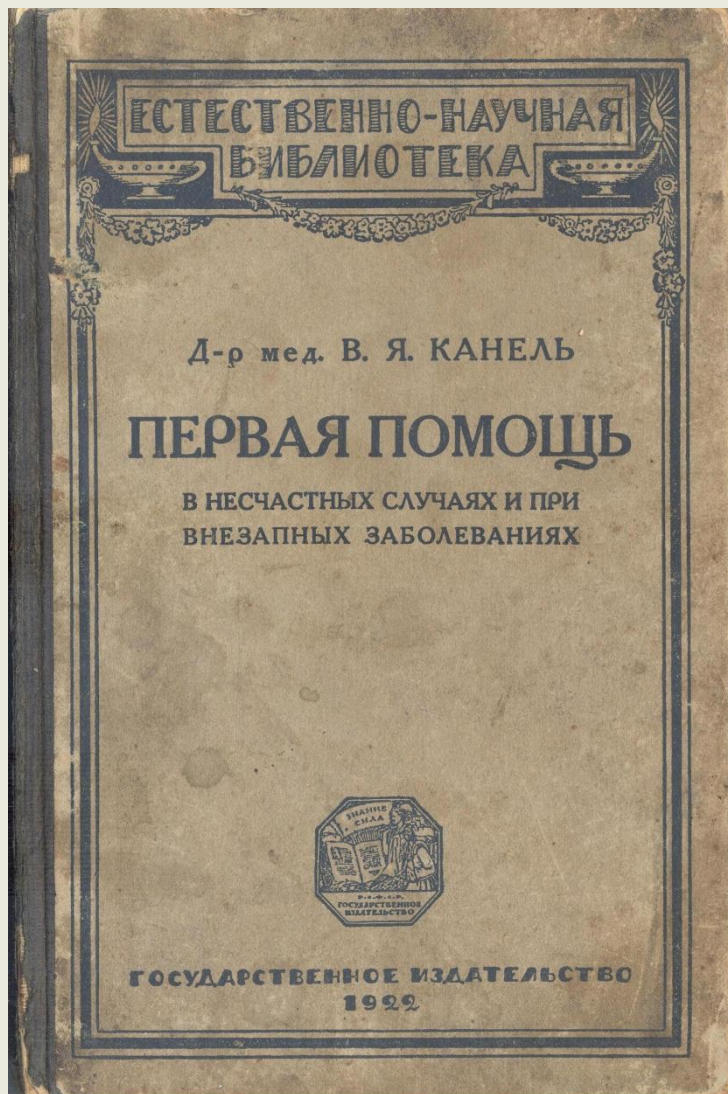 ЕСТЕСТВЕННО-НАУЧНАЯ
БИБЛИОТЕКА
Д-р мед. В. Я. КАНЕЛЬ
ПЕРВАЯ ПОМОЩЬ
В НЕСЧАСТНЫХ СЛУЧАЯХ И ПРИ
ВНЕЗАПНЫХ ЗАБОЛЕВАНИЯХ
ЗНАНИЕ
СИЛА
Р.С.Ф.С.Р.
ГОСУДАРСТВЕННОЕ
ИЗДАТЕЛЬСТВО
ГОСУДАРСТВЕННОЕ ИЗДАТЕЛЬСТВО
1922